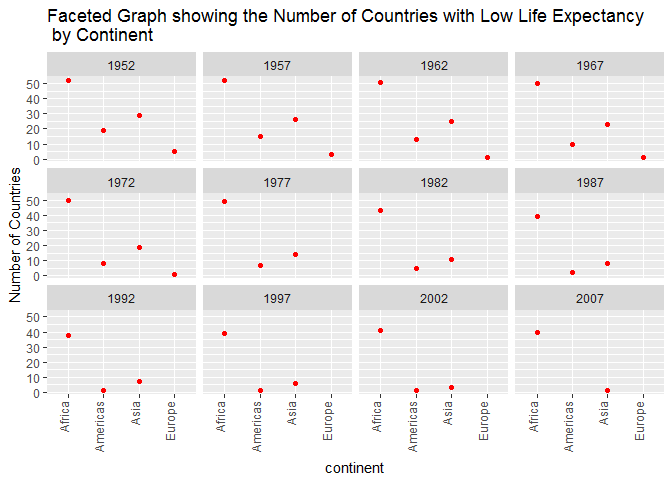 Faceted Graph showing the Number of Countries with Low Life Expectancy
by Continent
1952 1957 1962 1967
50
40
30
20
10
0
1972 1977 1982 1987
50
40
30
20
10
0
1992 1997 2002 2007
50
40
30
20
10
0
Number of Countries
Africa Americas Asia Europe Africa Americas Asia Europe Africa Americas Asia Europe Africa Americas Asia Europe
continent